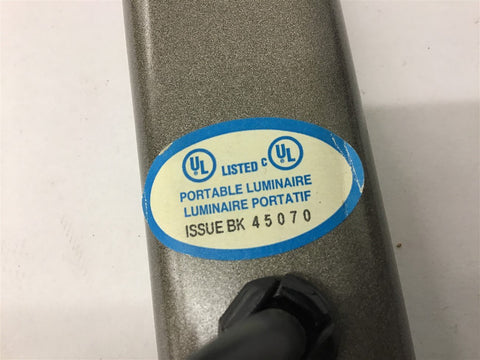 UL LISTED C UL
PORTABLE LUMINAIRE
LUMINAIRE PORTATIF
ISSUE BK 45070